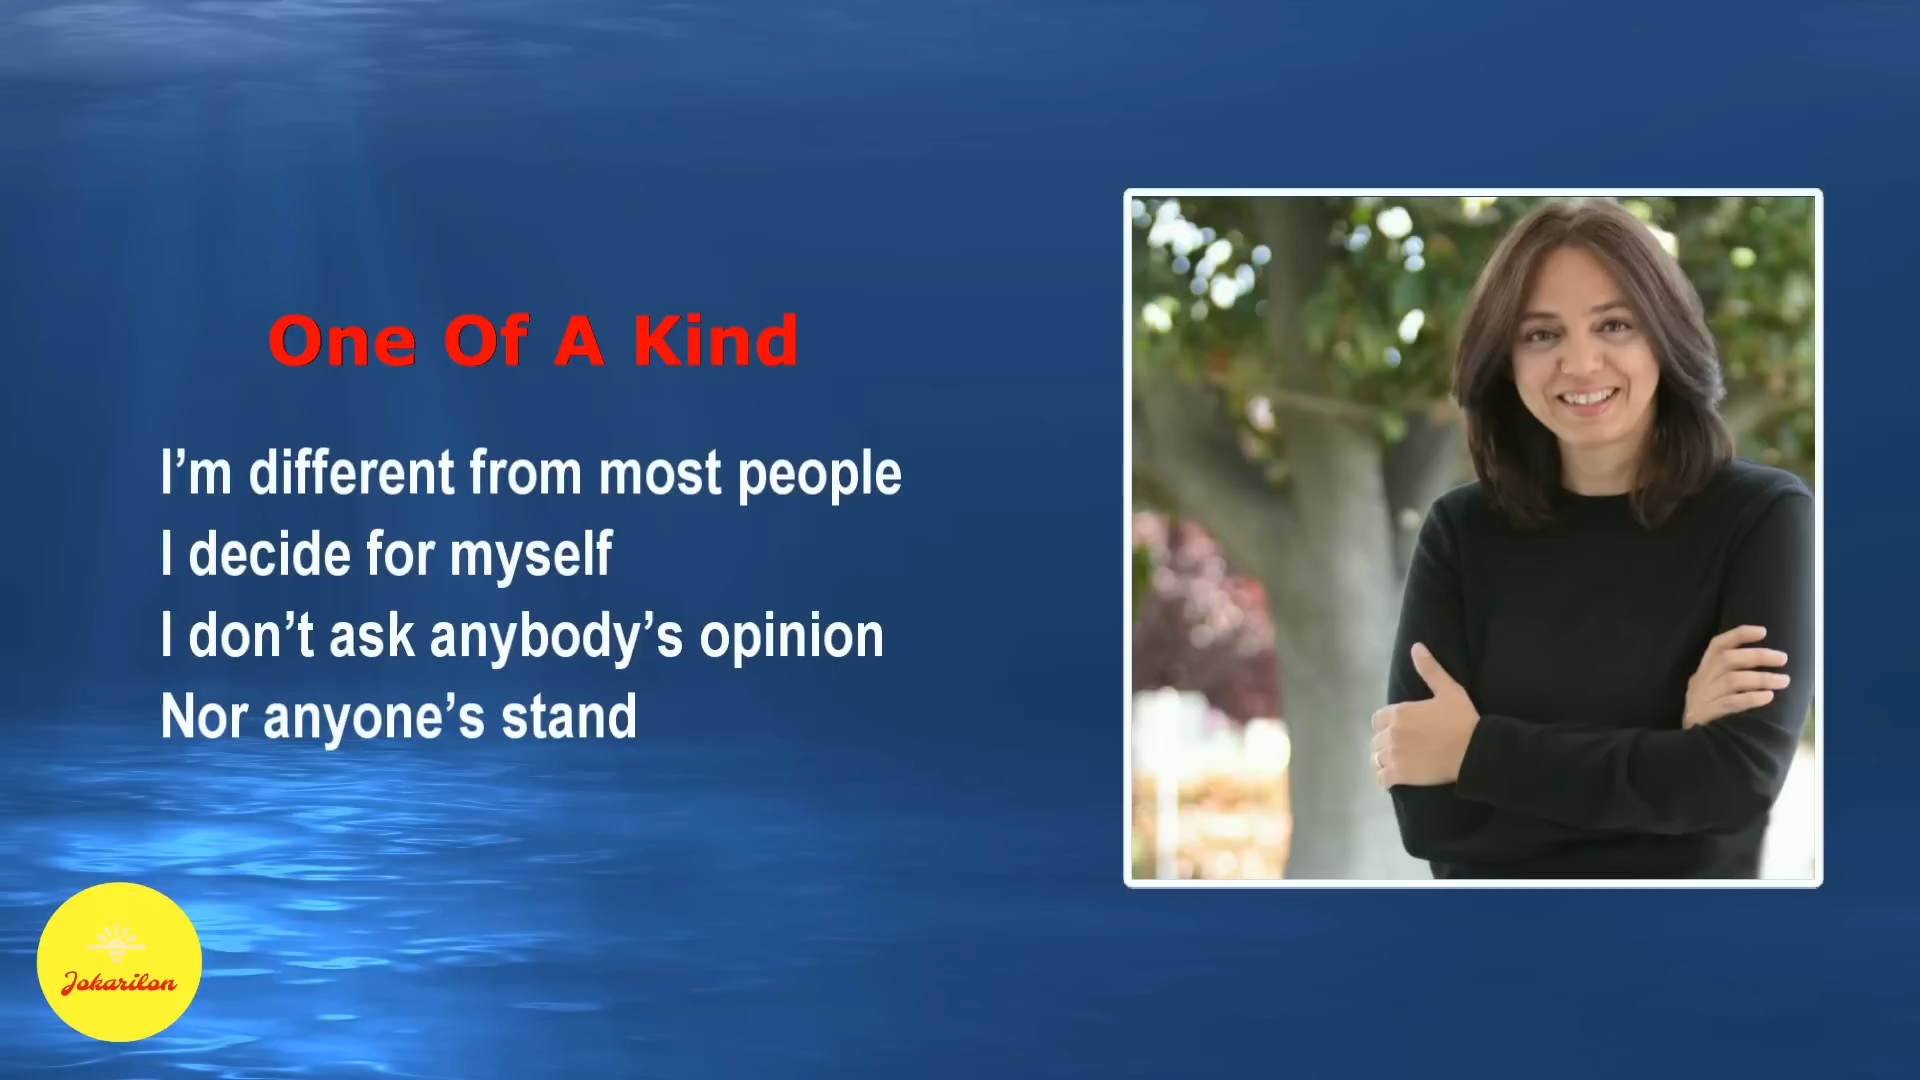 One Of A Kind
I'm different from most people
I decide for myself
I don't ask anybody's opinion
Nor anyone's stand
Jokarilon